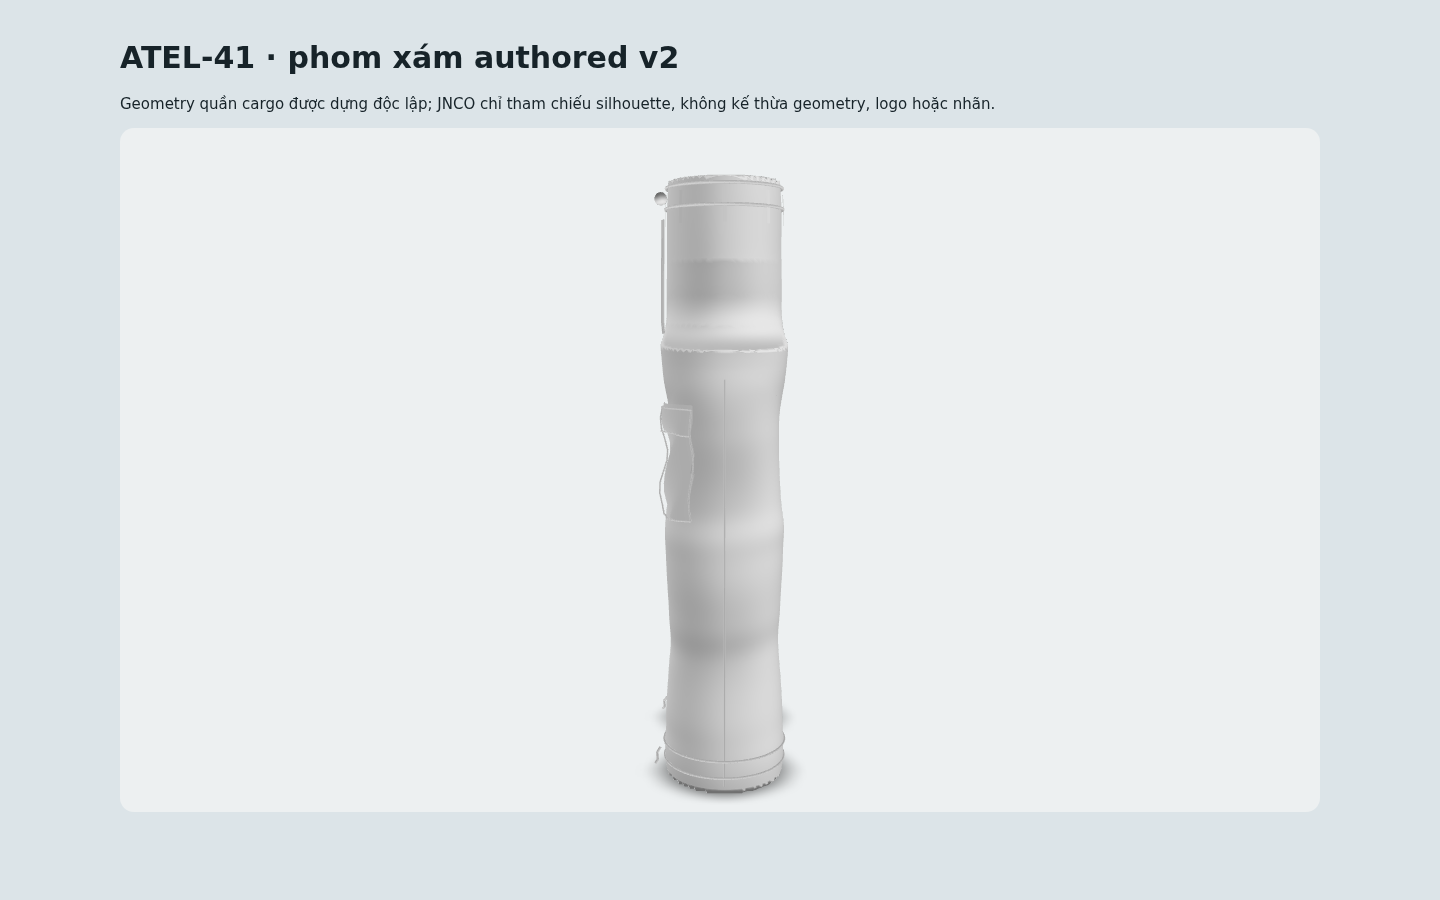 ATEL-41 · phom xám authored v2
Geometry quần cargo được dựng độc lập; JNCO chỉ tham chiếu silhouette, không kế thừa geometry, logo hoặc nhãn.